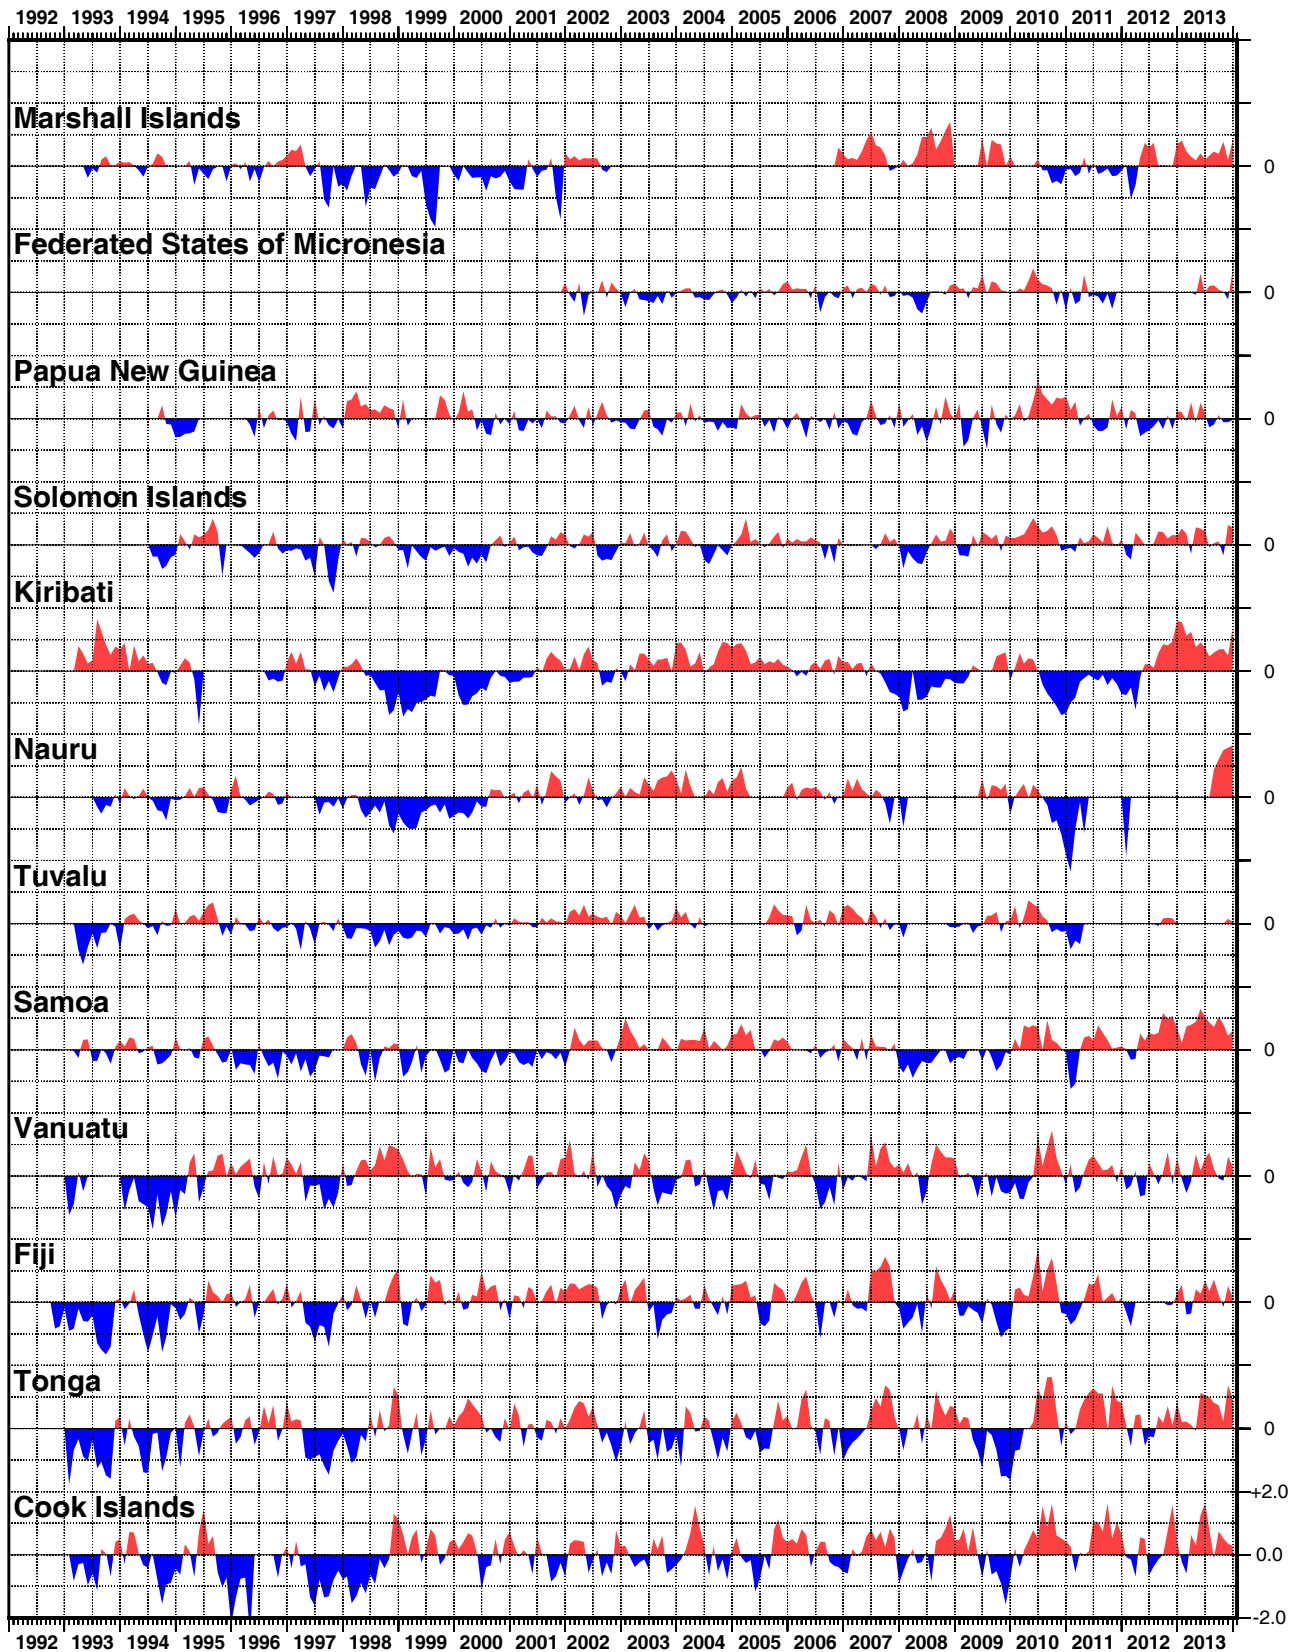 1992 1993 1994 1995 1996 1997 1998 1999 2000 2001 2002 2003 2004 2005 2006 2007 2008 2009 2010 2011 2012 2013
Marshall Islands
0
Federated States of Micronesia
0
Papua New Guinea
0
Solomon Islands
0
Kiribati
0
Nauru
0
Tuvalu
0
Samoa
0
Vanuatu
0
Fiji
0
Tonga
0
+2.0
Cook Islands
0.0
-2.0
1992 1993 1994 1995 1996 1997 1998 1999 2000 2001 2002 2003 2004 2005 2006 2007 2008 2009 2010 2011 2012 2013